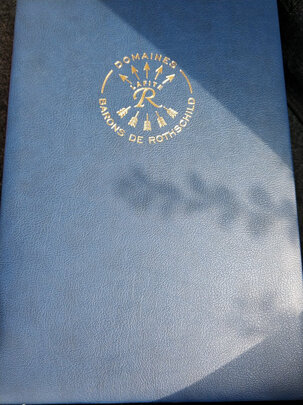 DOMAINES
LAFITE
R
BARONS DE ROTHSCHILD